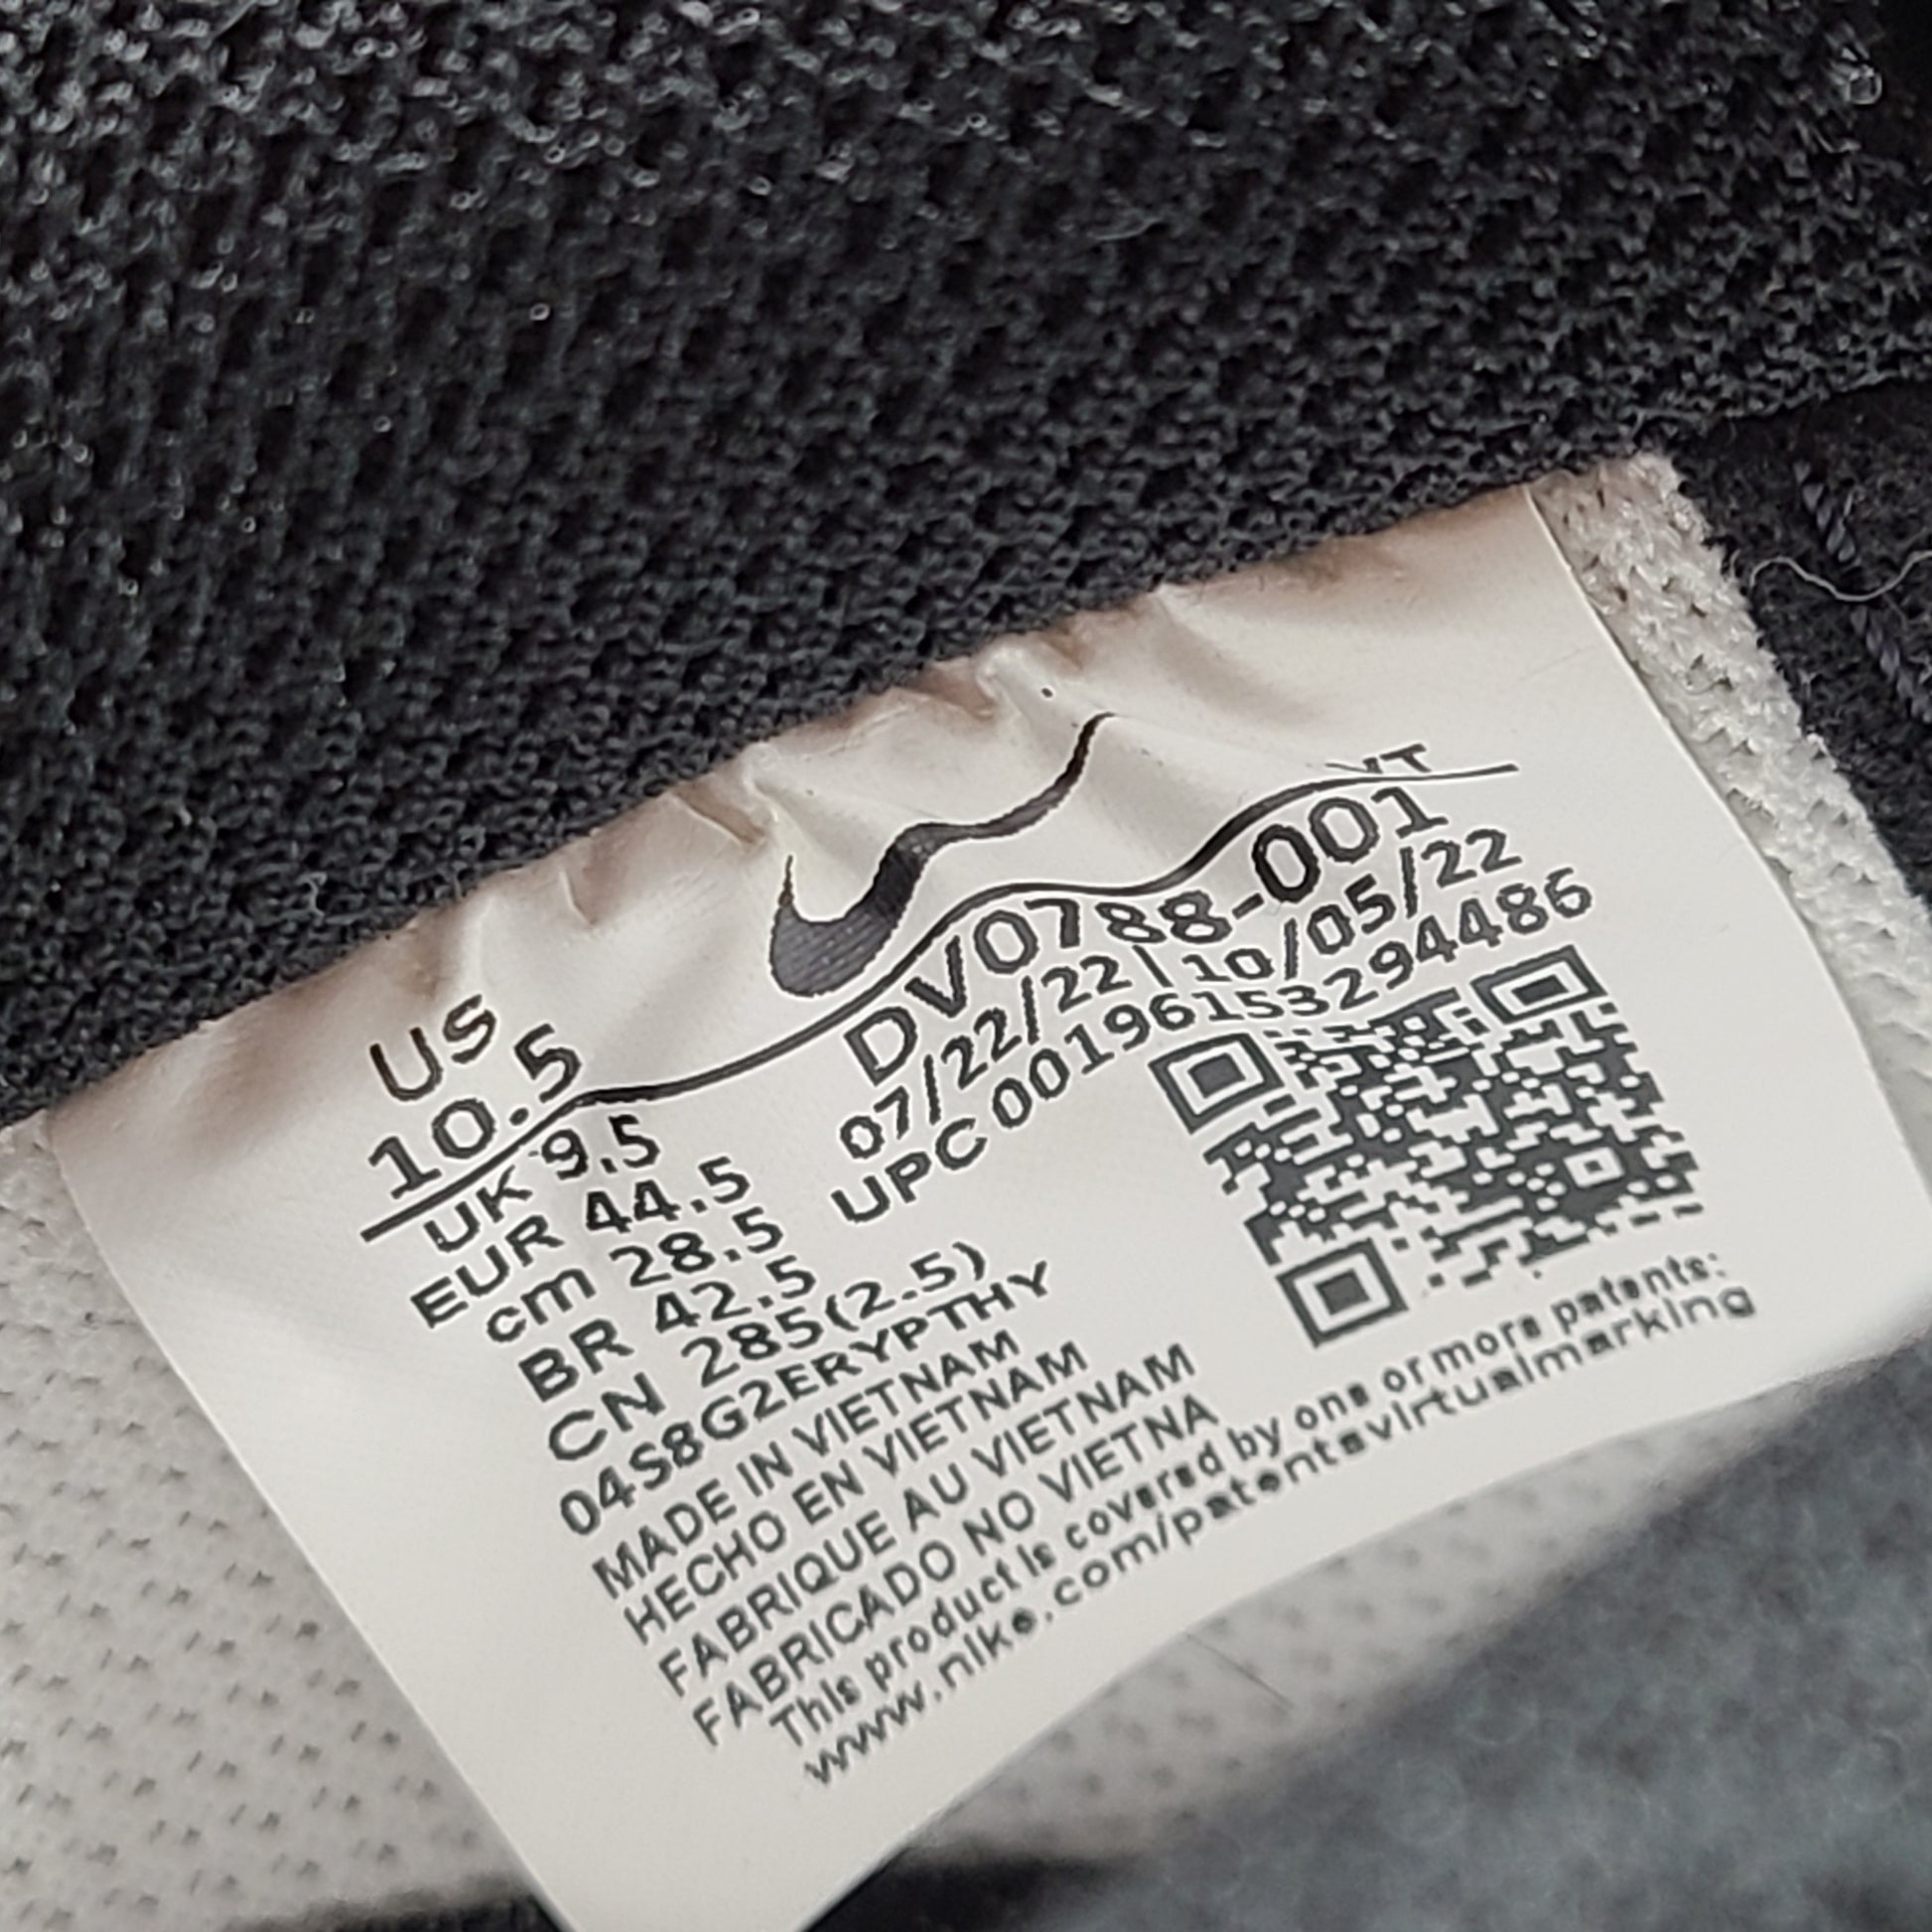 US
10.5
UK 9.5
EUR 44.5
cm 28.5
BR 42.5
CN 285(2.5)
04S8G2ERYPTHY
MADE IN VIETNAM
HECHO EN VIETNAM
FABRIQUE AU VIETNAM
FABRICADO NO VIETNA
This product is covered by one or more patents:
www.nike.com/patentsvirtualmarking
VT
DV0788-001
07/22/22|10/05/22
UPC 00196153294486